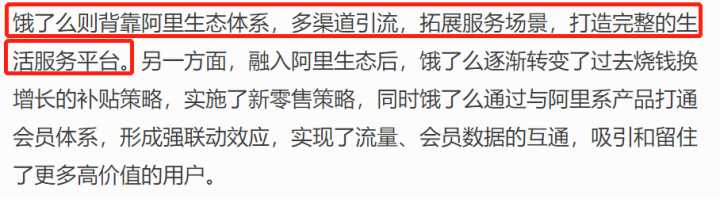 饿了么则背靠阿里生态体系，多渠道引流，拓展服务场景，打造完整的生
活服务平台。另一方面，融入阿里生态后，饿了么逐渐转变了过去烧钱换
增长的补贴策略，实施了新零售策略，同时饿了么通过与阿里系产品打通
会员体系，形成强联动效应，实现了流量、会员数据的互通，吸引和留住
了更多高价值的用户。